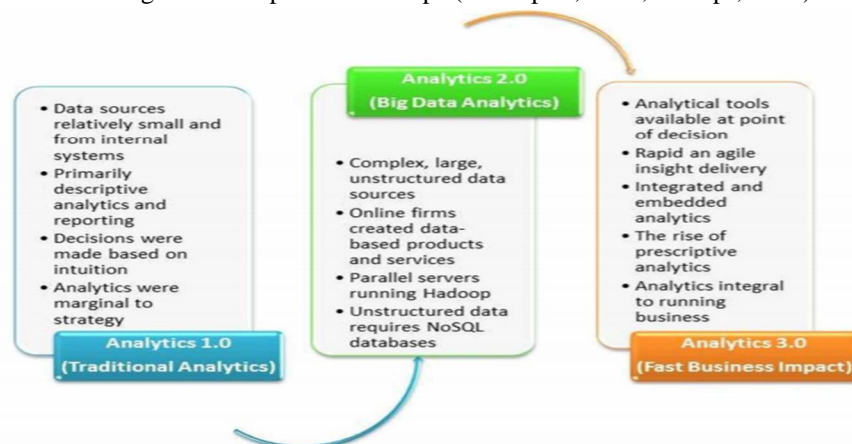 • Data sources
relatively small and
from internal
systems
• Primarily
descriptive
analytics and
reporting
• Decisions were
made based on
intuition
• Analytics were
marginal to
strategy
Analytics 1.0
(Traditional Analytics)
Analytics 2.0
(Big Data Analytics)
• Complex, large,
unstructured data
sources
• Online firms
created data-
based products
and services
• Parallel servers
running Hadoop
• Unstructured data
requires NoSQL
databases
• Analytical tools
available at point
of decision
• Rapid an agile
insight delivery
• Integrated and
embedded
analytics
• The rise of
prescriptive
analytics
• Analytics integral
to running
business
Analytics 3.0
(Fast Business Impact)